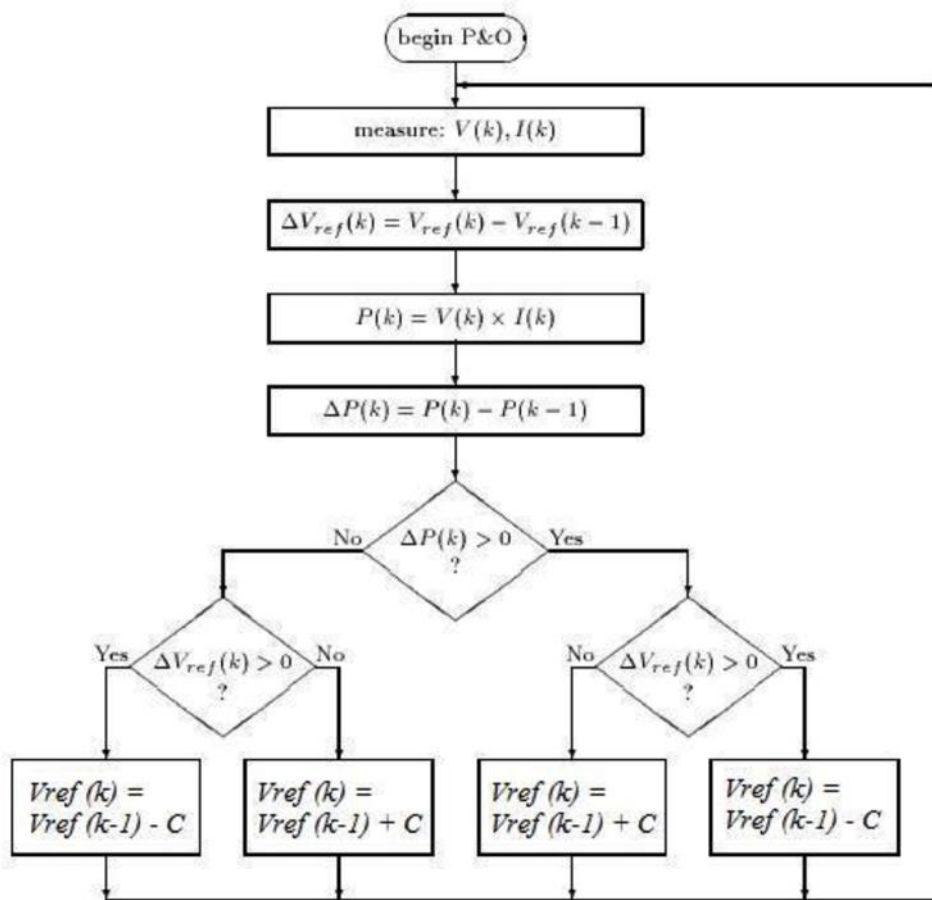 begin P&O
measure: V(k), I(k)
ΔV_ref(k) = V_ref(k) − V_ref(k − 1)
P(k) = V(k) × I(k)
ΔP(k) = P(k) − P(k − 1)
No
ΔP(k) > 0
?
Yes
Yes
ΔV_ref(k) > 0
?
No
No
ΔV_ref(k) > 0
?
Yes
Vref (k) =
Vref (k-1) - C
Vref (k) =
Vref (k-1) + C
Vref (k) =
Vref (k-1) + C
Vref (k) =
Vref (k-1) - C